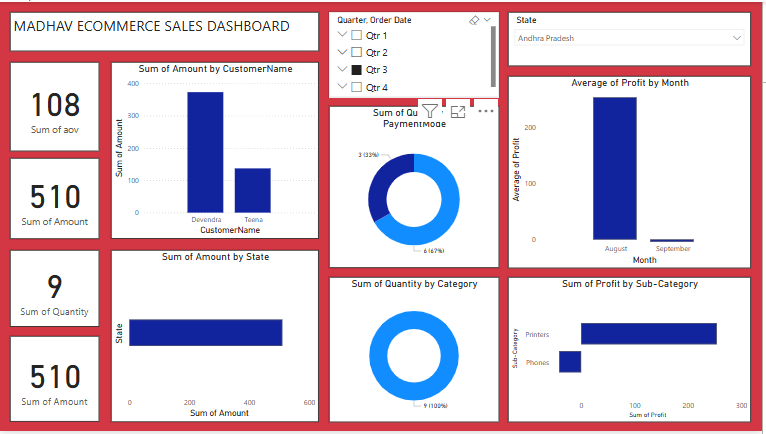 MADHAV ECOMMERCE SALES DASHBOARD
Quarter, Order Date
Qtr 1
Qtr 2
Qtr 3
Qtr 4
State
Andhra Pradesh
108
Sum of aov
510
Sum of Amount
9
Sum of Quantity
510
Sum of Amount
Sum of Amount by CustomerName
Sum of Amount
400
300
200
100
0
Devendra
Teena
CustomerName
Sum of Qu
PaymentMode
3 (33%)
6 (67%)
Average of Profit by Month
Average of Profit
200
100
0
August
September
Month
Sum of Amount by State
State
0
200
400
600
Sum of Amount
Sum of Quantity by Category
9 (100%)
Sum of Profit by Sub-Category
Sub-Category
Printers
Phones
0
100
200
300
Sum of Profit